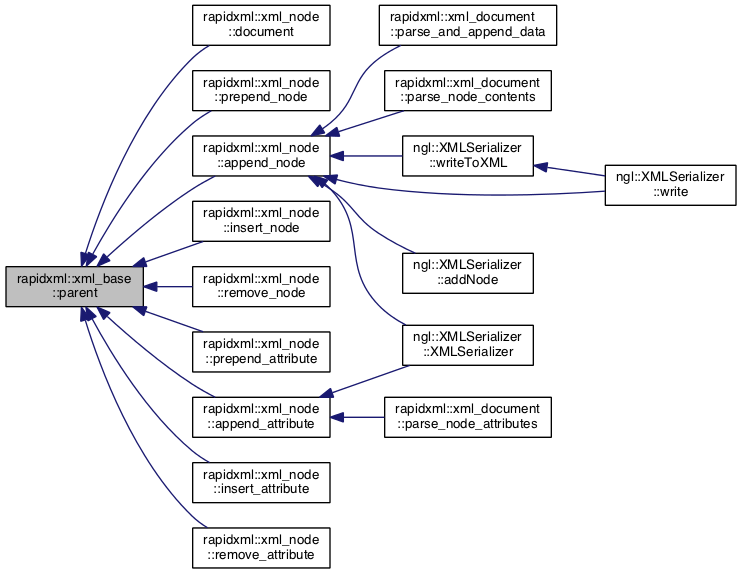 rapidxml::xml_base
::parent
rapidxml::xml_node
::document
rapidxml::xml_node
::prepend_node
rapidxml::xml_node
::append_node
rapidxml::xml_node
::insert_node
rapidxml::xml_node
::remove_node
rapidxml::xml_node
::prepend_attribute
rapidxml::xml_node
::append_attribute
rapidxml::xml_node
::insert_attribute
rapidxml::xml_node
::remove_attribute
rapidxml::xml_document
::parse_and_append_data
rapidxml::xml_document
::parse_node_contents
ngl::XMLSerializer
::writeToXML
ngl::XMLSerializer
::write
ngl::XMLSerializer
::addNode
ngl::XMLSerializer
::XMLSerializer
rapidxml::xml_document
::parse_node_attributes